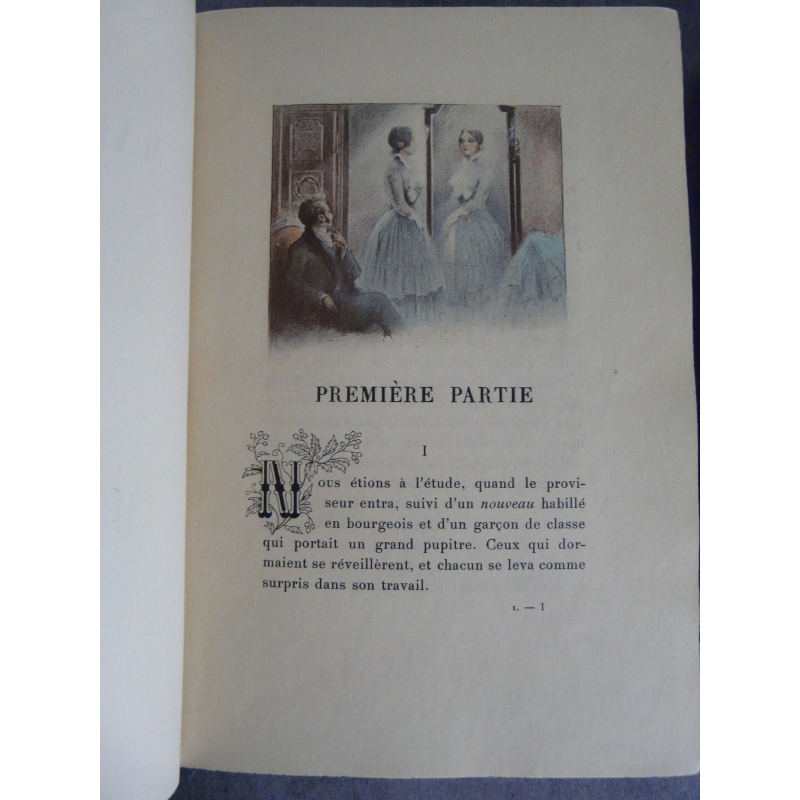 PREMIÈRE PARTIE
I
Nous étions à l'étude, quand le provi-
seur entra, suivi d'un nouveau habillé
en bourgeois et d'un garçon de classe
qui portait un grand pupitre. Ceux qui dor-
maient se réveillèrent, et chacun se leva comme
surpris dans son travail.
I. — 1